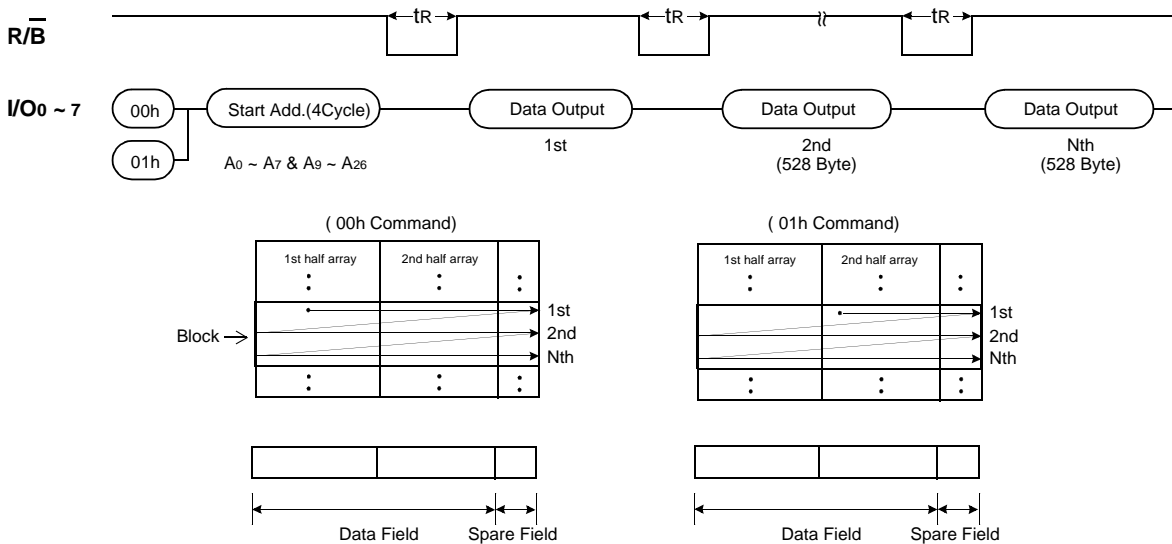 R/B tR tR ≈ tR
I/O0 ~ 7 00h Start Add.(4Cycle) Data Output Data Output Data Output
01h A0 ~ A7 & A9 ~ A26 1st 2nd Nth
(528 Byte) (528 Byte)
( 00h Command) ( 01h Command)
1st half array 2nd half array 1st half array 2nd half array
1st 1st
Block 2nd 2nd
Nth Nth
Data Field Spare Field Data Field Spare Field